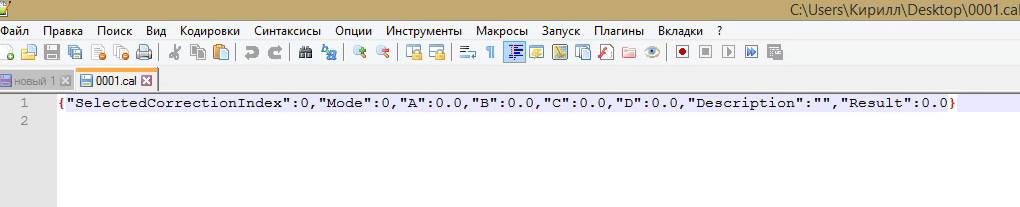 C:\Users\Кирилл\Desktop\0001.cal
Файл Правка Поиск Вид Кодировки Синтаксисы Опции Инструменты Макросы Запуск Плагины Вкладки ?
новый 1 0001.cal
1 {"SelectedCorrectionIndex":0,"Mode":0,"A":0.0,"B":0.0,"C":0.0,"D":0.0,"Description":"","Result":0.0}
2